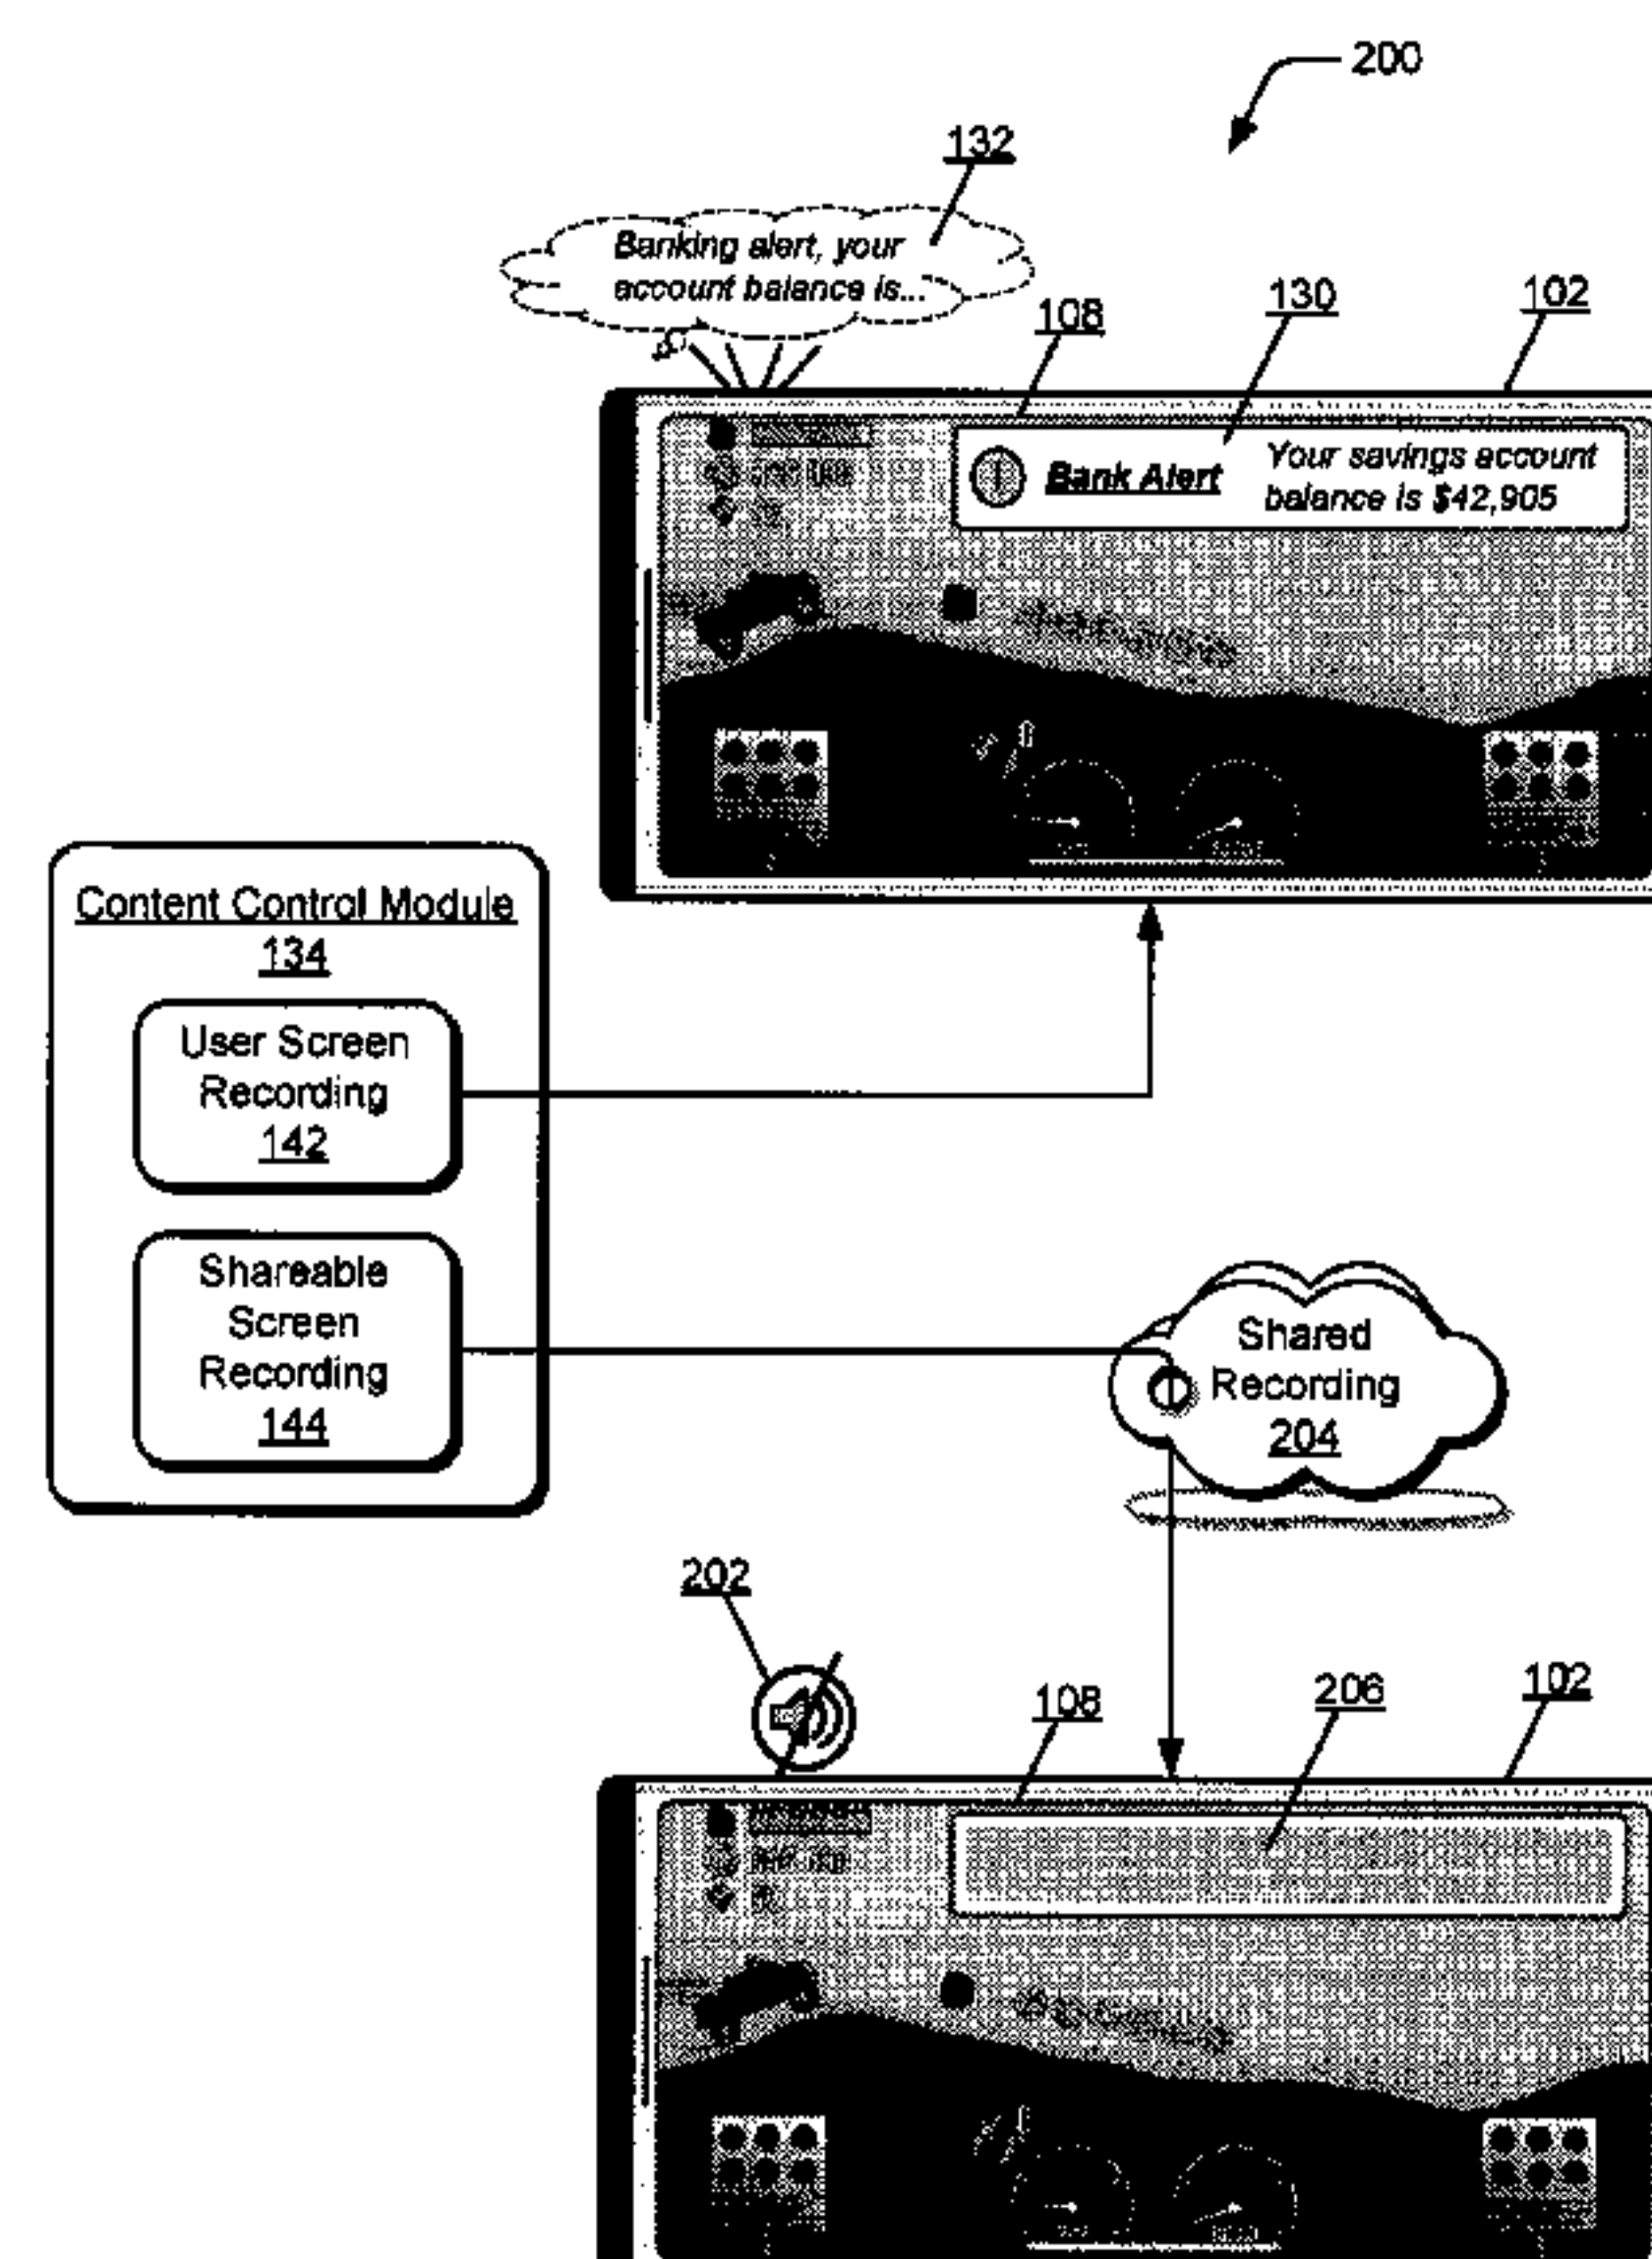 200
132
Banking alert, your
account balance is...
108
130
102
Bank Alert
Your savings account
balance is $42,905
Content Control Module
134
User Screen
Recording
142
Shareable
Screen
Recording
144
Shared
Recording
204
202
108
206
102